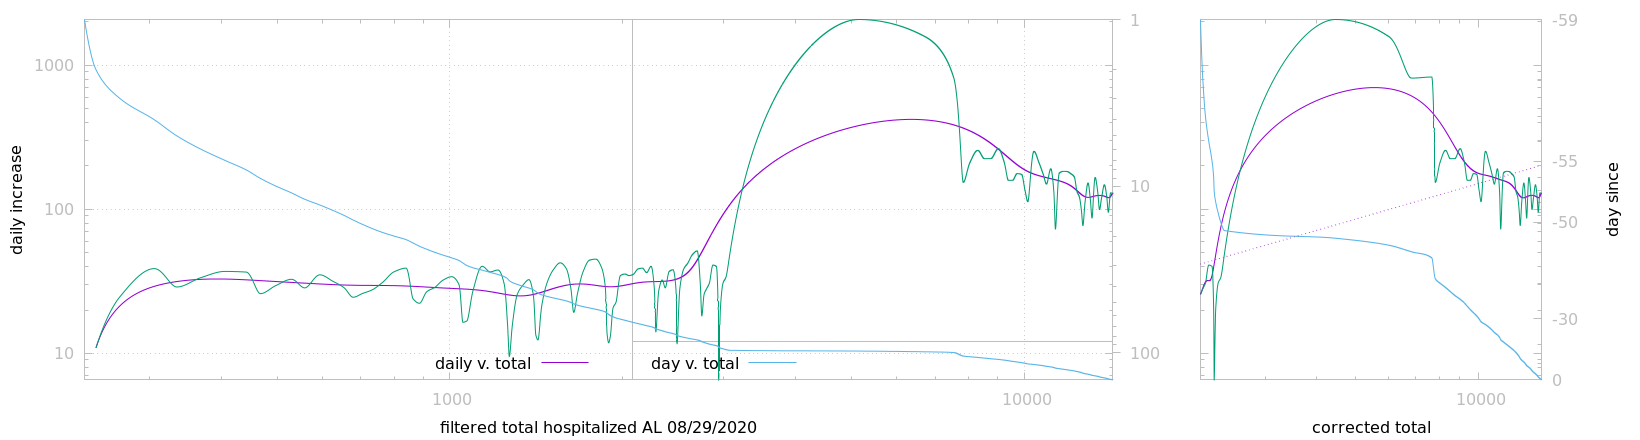 daily increase
1000
100
10
1000
10000
1
10
100
daily v. total
day v. total
filtered total hospitalized AL 08/29/2020
-59
-55
-50
-30
0
day since
10000
corrected total